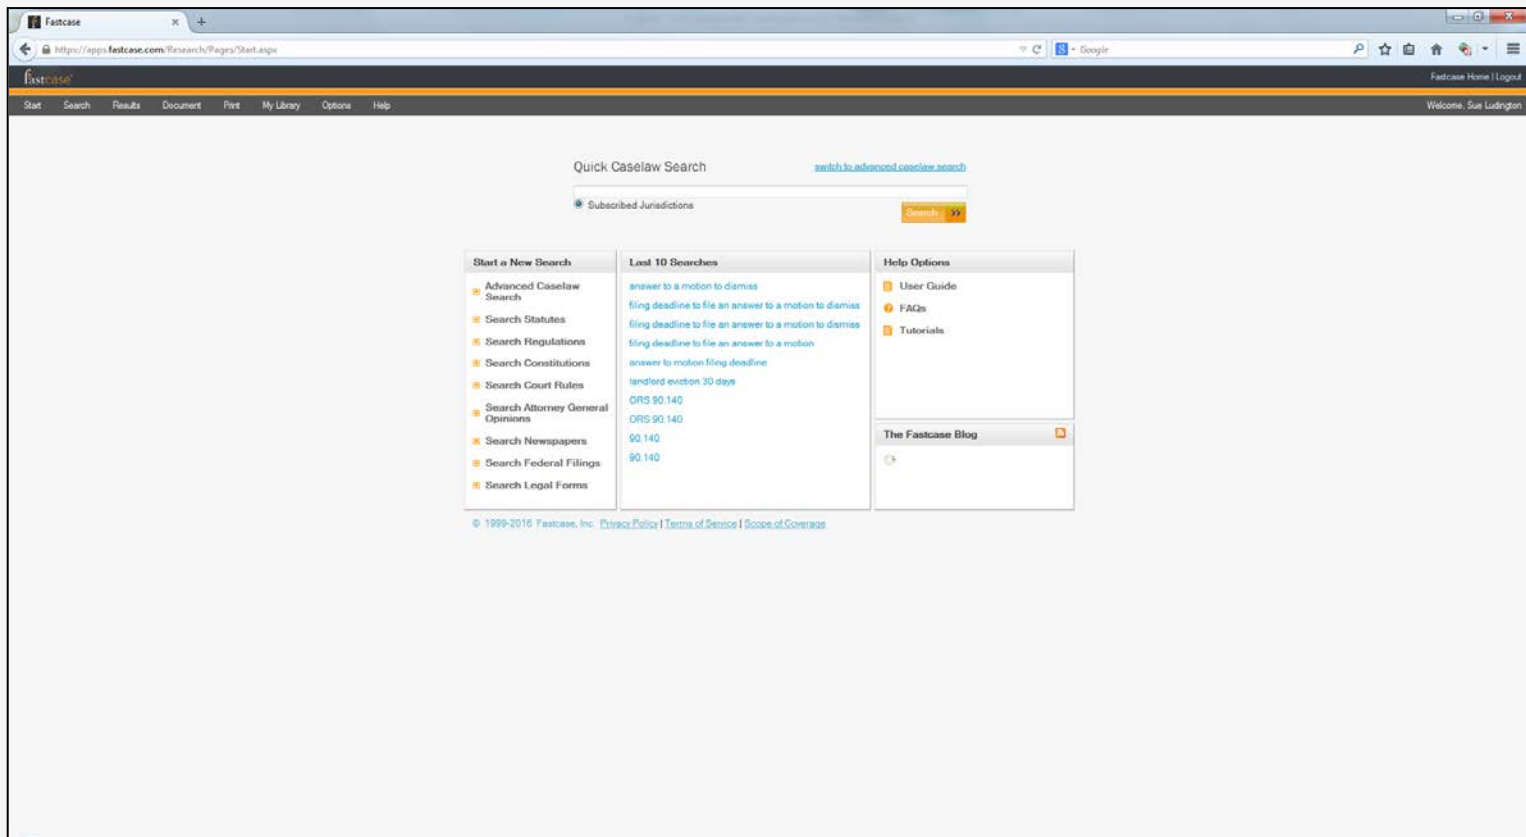 Fastcase
https://apps.fastcase.com/Research/Pages/Start.aspx
Google
fastcase
Fastcase Home | Logout
Start Search Results Document Print My Library Options Help
Welcome, Sue Ludington
Quick Caselaw Search
switch to advanced caselaw search
Subscribed Jurisdictions
Search
Start a New Search
Advanced Caselaw
Search
Search Statutes
Search Regulations
Search Constitutions
Search Court Rules
Search Attorney General
Opinions
Search Newspapers
Search Federal Filings
Search Legal Forms
Last 10 Searches
answer to a motion to dismiss
filing deadline to file an answer to a motion to dismiss
filing deadline to file an answer to a motion to dismiss
filing deadline to file an answer to a motion
answer to motion filing deadline
landlord eviction 30 days
ORS 90.140
ORS 90.140
90.140
90.140
Help Options
User Guide
FAQs
Tutorials
The Fastcase Blog
© 1999-2016 Fastcase, Inc. Privacy Policy | Terms of Service | Scope of Coverage